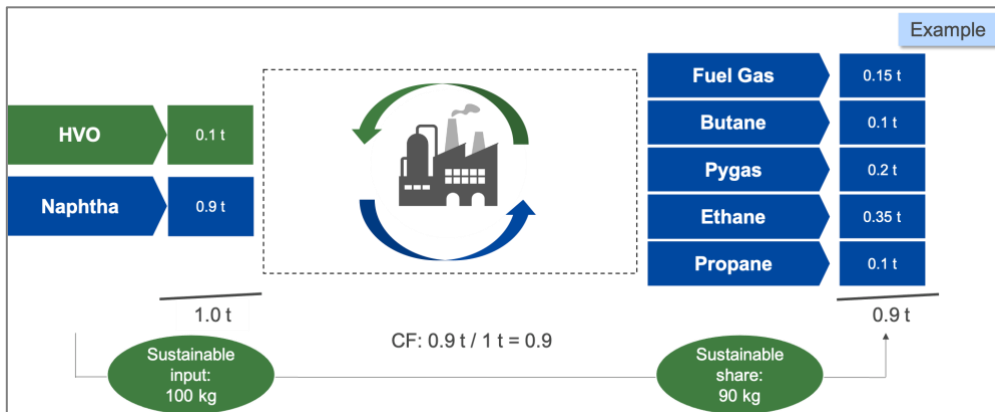 Example
HVO
0.1 t
Naphtha
0.9 t
1.0 t
Fuel Gas
0.15 t
Butane
0.1 t
Pygas
0.2 t
Ethane
0.35 t
Propane
0.1 t
0.9 t
CF: 0.9 t / 1 t = 0.9
Sustainable
input:
100 kg
Sustainable
share:
90 kg